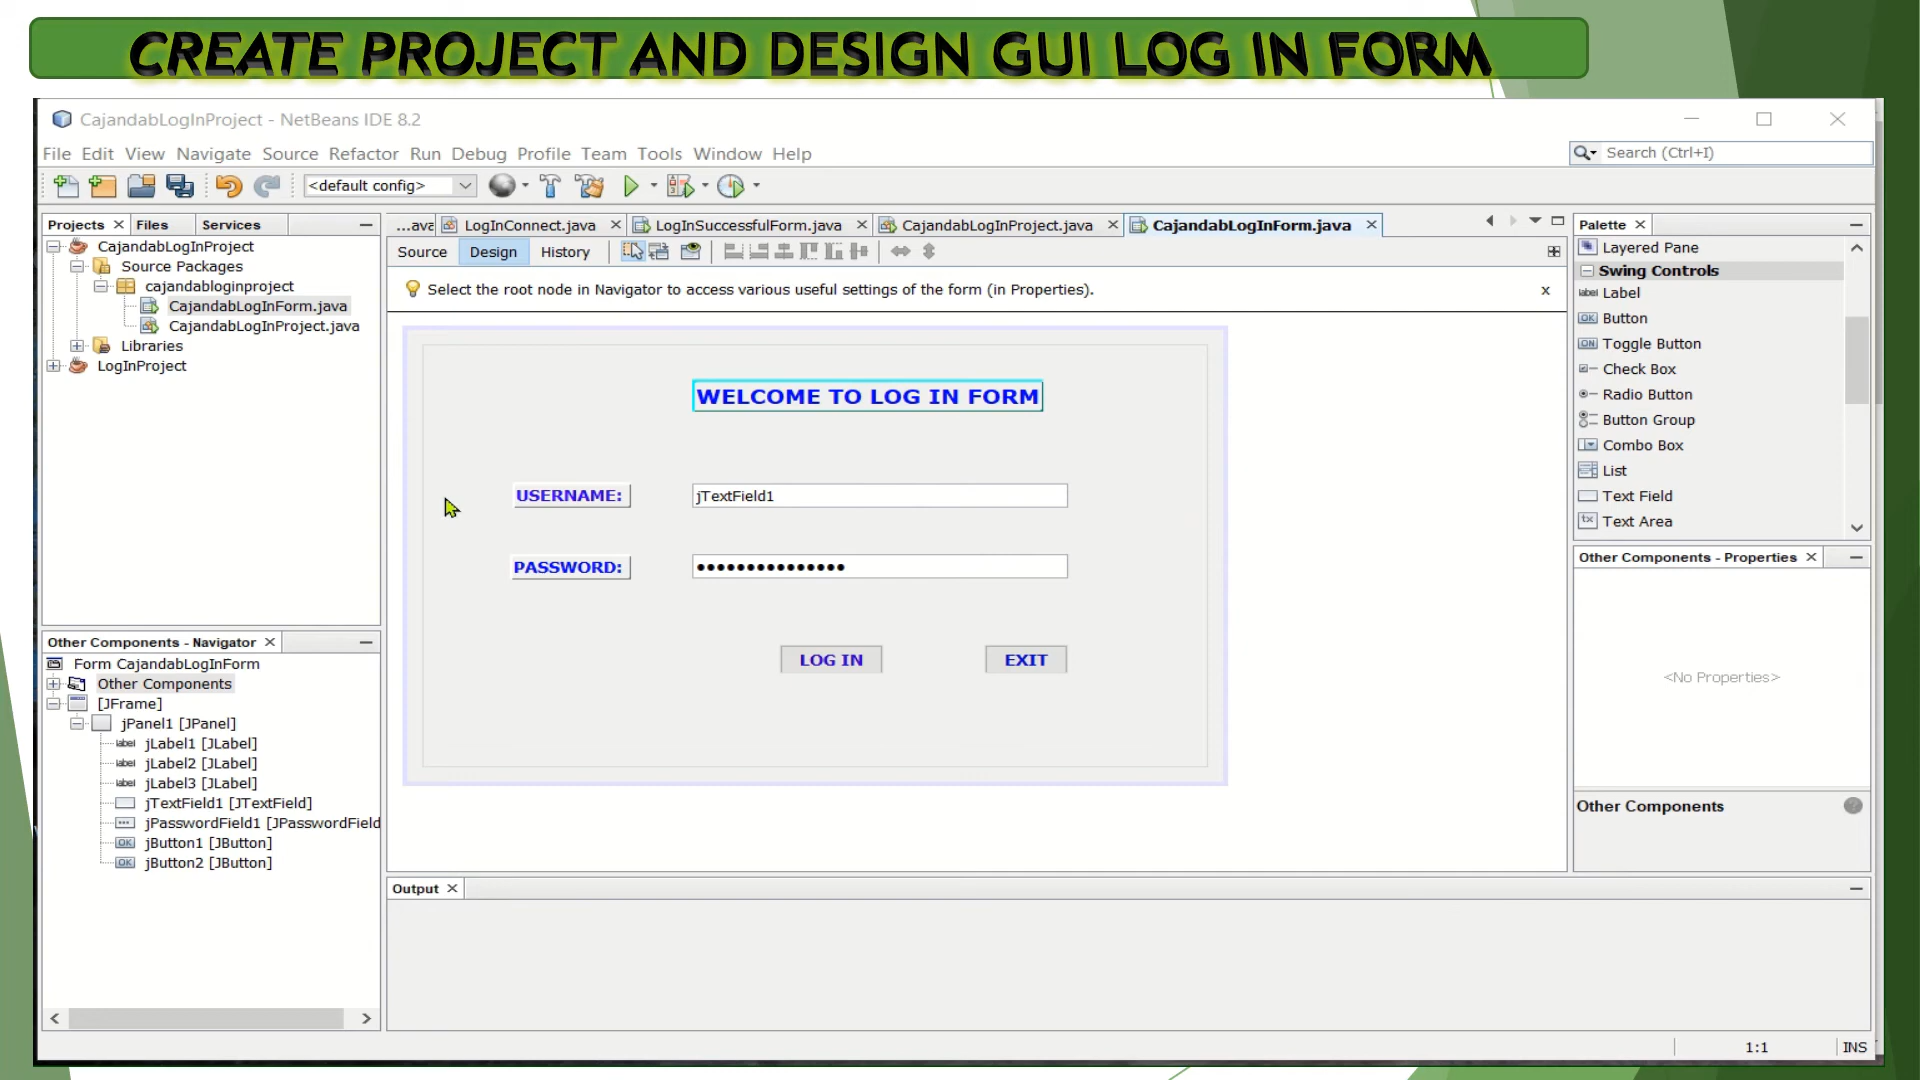 CREATE PROJECT AND DESIGN GUI LOG IN FORM
CajandabLogInProject - NetBeans IDE 8.2
File Edit View Navigate Source Refactor Run Debug Profile Team Tools Window Help
Search (Ctrl+I)
<default config>
Projects Files Services
CajandabLogInProject
Source Packages
cajandabloginproject
CajandabLogInForm.java
CajandabLogInProject.java
Libraries
LogInProject
Other Components - Navigator
Form CajandabLogInForm
Other Components
[JFrame]
jPanel1 [JPanel]
jLabel1 [JLabel]
jLabel2 [JLabel]
jLabel3 [JLabel]
jTextField1 [JTextField]
jPasswordField1 [JPasswordField
jButton1 [JButton]
jButton2 [JButton]
...ava LogInConnect.java LogInSuccessfulForm.java CajandabLogInProject.java CajandabLogInForm.java
Source Design History
Select the root node in Navigator to access various useful settings of the form (in Properties). x
WELCOME TO LOG IN FORM
USERNAME: jTextField1
PASSWORD:
LOG IN EXIT
Output
Palette
Layered Pane
Swing Controls
label Label
OK Button
ON Toggle Button
Check Box
Radio Button
Button Group
Combo Box
List
Text Field
Text Area
Other Components - Properties
<No Properties>
Other Components
1:1 INS